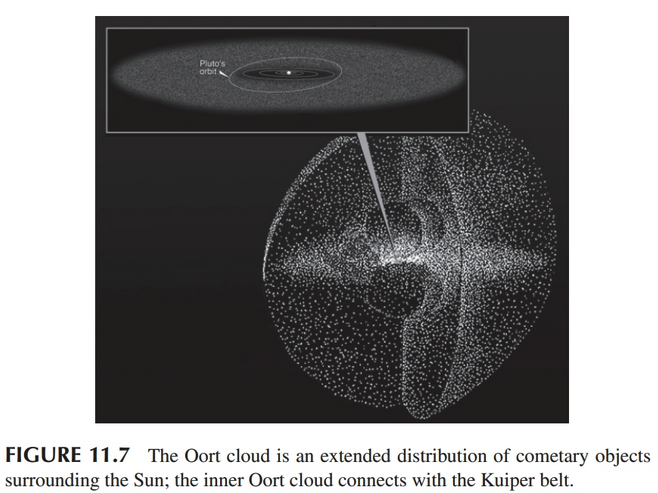 Pluto's
orbit
FIGURE 11.7 The Oort cloud is an extended distribution of cometary objects
surrounding the Sun; the inner Oort cloud connects with the Kuiper belt.